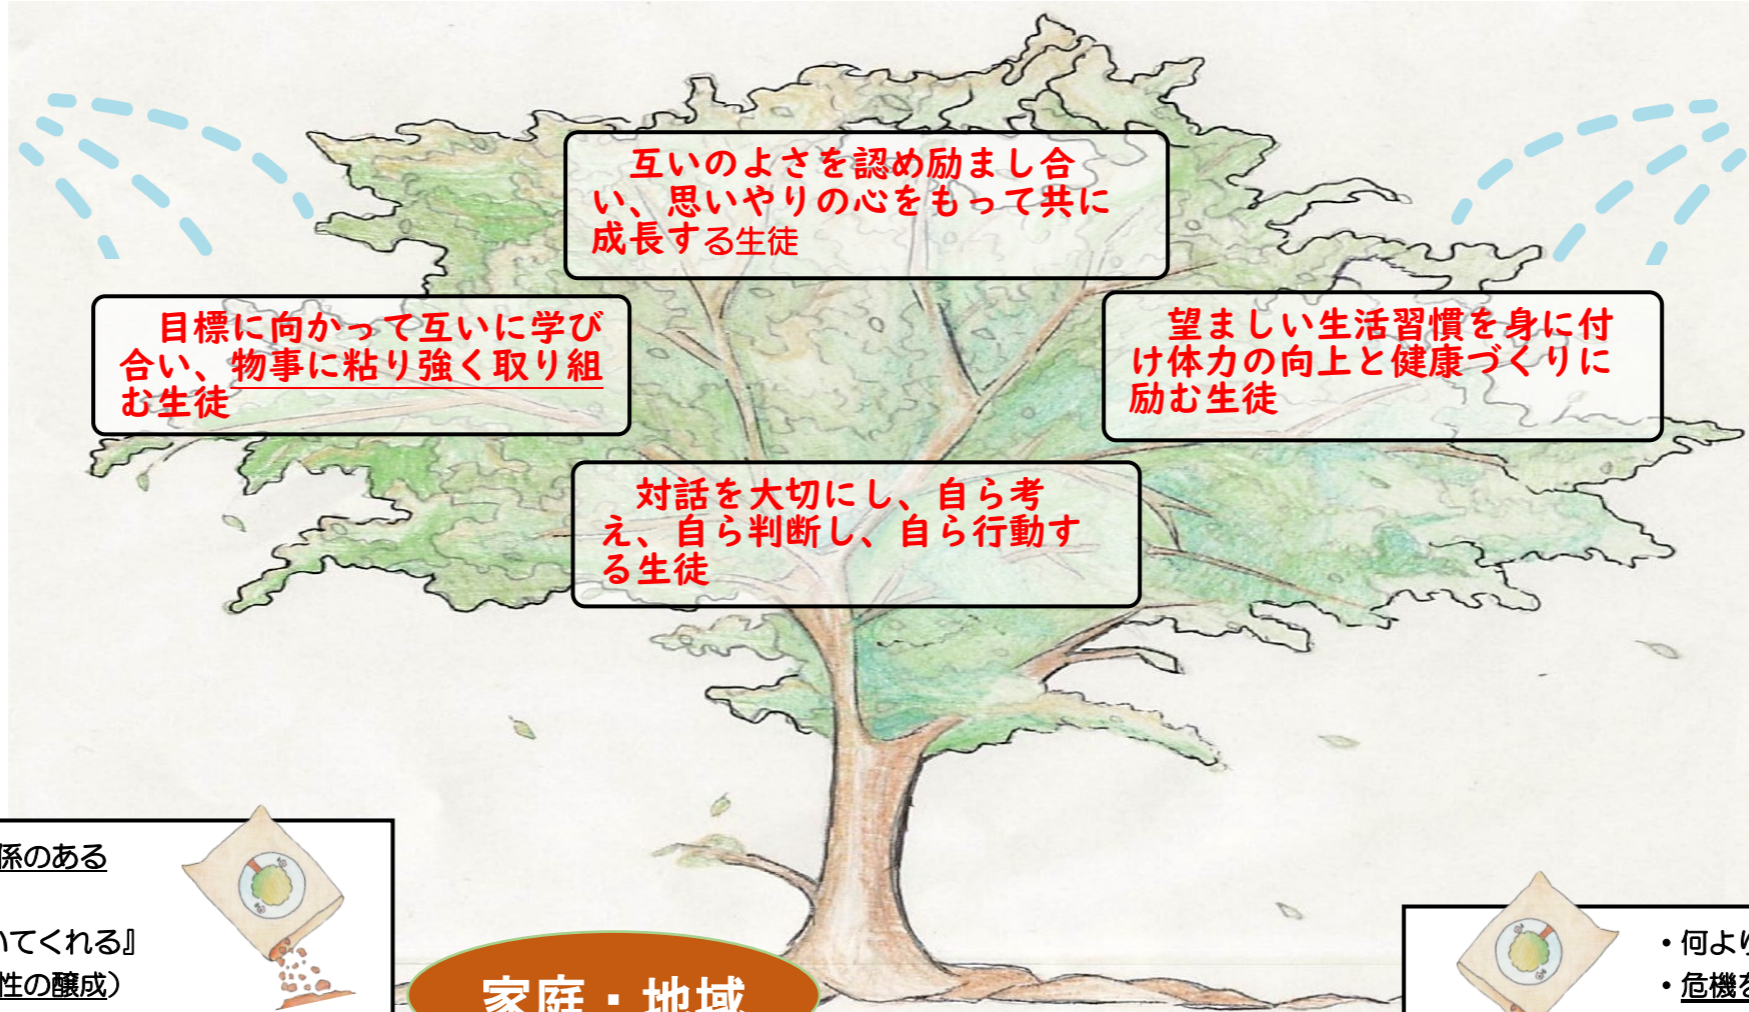 互いのよさを認め励まし合
い、思いやりの心をもって共に
成長する生徒
目標に向かって互いに学び
合い、物事に粘り強く取り組
む生徒
望ましい生活習慣を身に付
け体力の向上と健康づくりに
励む生徒
対話を大切にし、自ら考
え、自ら判断し、自ら行動す
る生徒
係のある
いてくれる』
性の醸成）
家庭・地域
・何より
・危機を